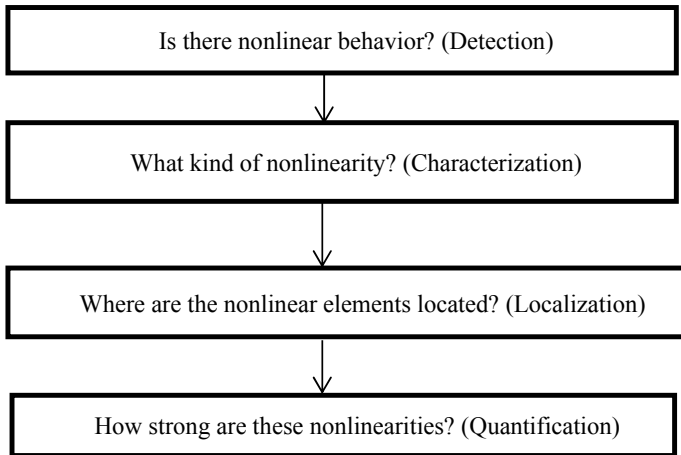 Is there nonlinear behavior? (Detection)
What kind of nonlinearity? (Characterization)
Where are the nonlinear elements located? (Localization)
How strong are these nonlinearities? (Quantification)